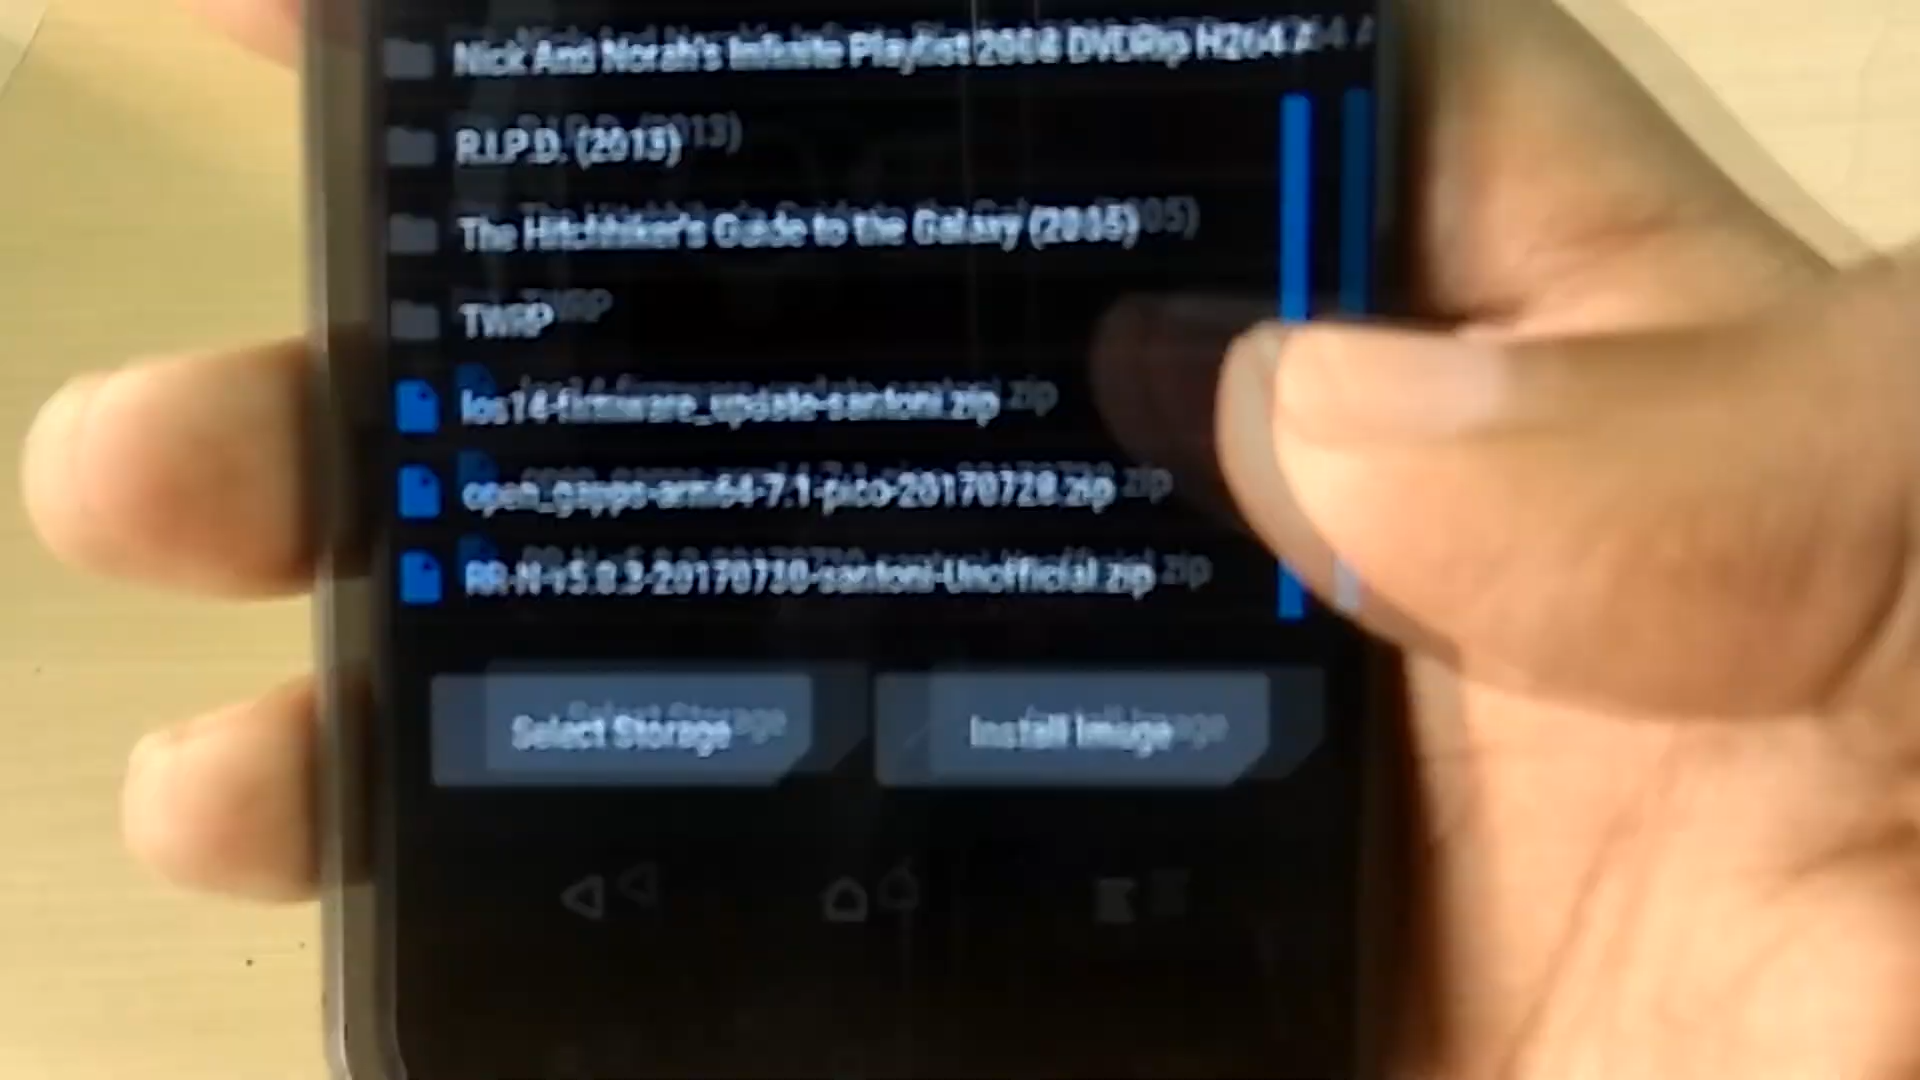 Nick And Norah's Infinite Playlist 2008 DVDRip H264 A
R.I.P.D. (2013)
The Hitchhiker's Guide to the Galaxy (2005)
TWRP
los14-firmware_update-santoni.zip
open_gapps-arm64-7.1-pico-20170728.zip
RR-N-v5.8.3-20170730-santoni-Unofficial.zip
Select Storage
Install Image